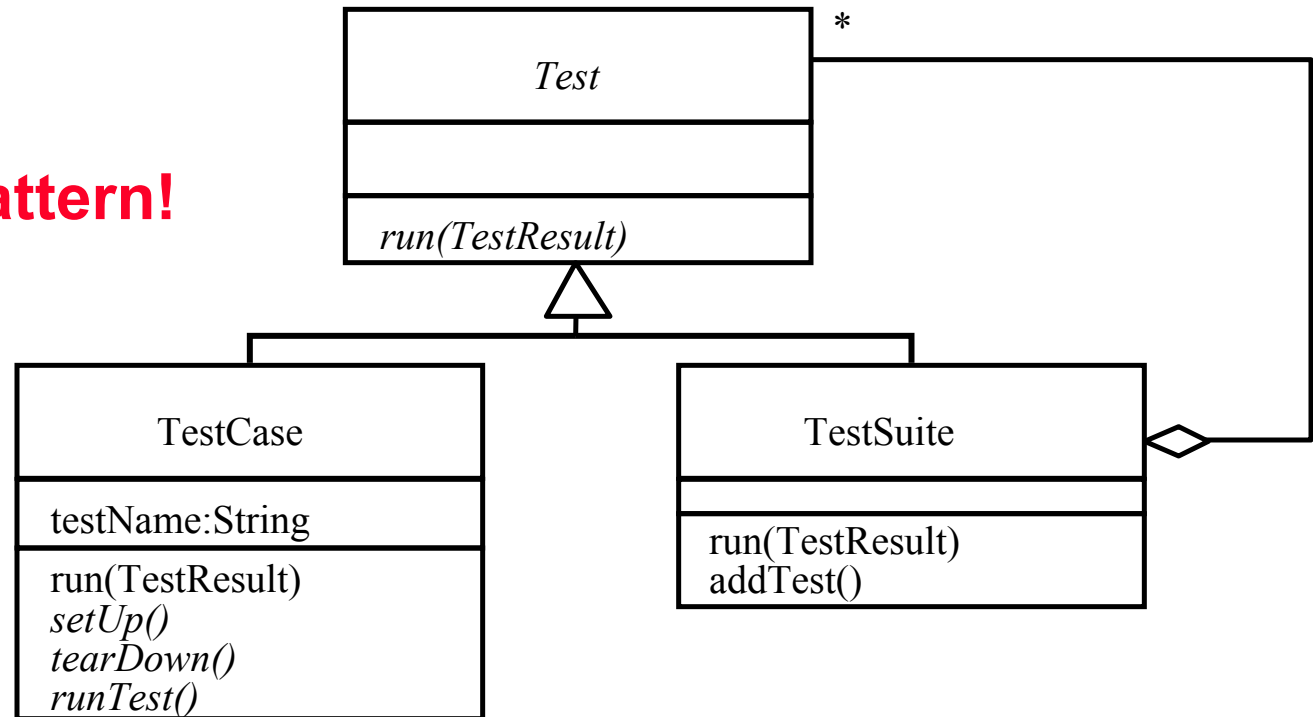 *
Test
attern!
run(TestResult)
TestCase
TestSuite
testName:String
run(TestResult)
setUp()
tearDown()
runTest()
run(TestResult)
addTest()